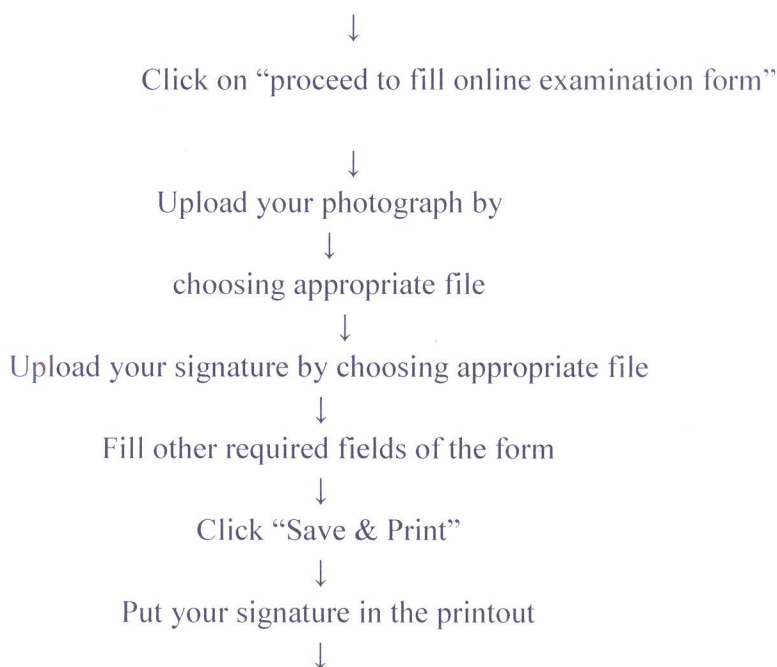 ↓
Click on “proceed to fill online examination form”
↓
Upload your photograph by
↓
choosing appropriate file
↓
Upload your signature by choosing appropriate file
↓
Fill other required fields of the form
↓
Click “Save & Print”
↓
Put your signature in the printout
↓